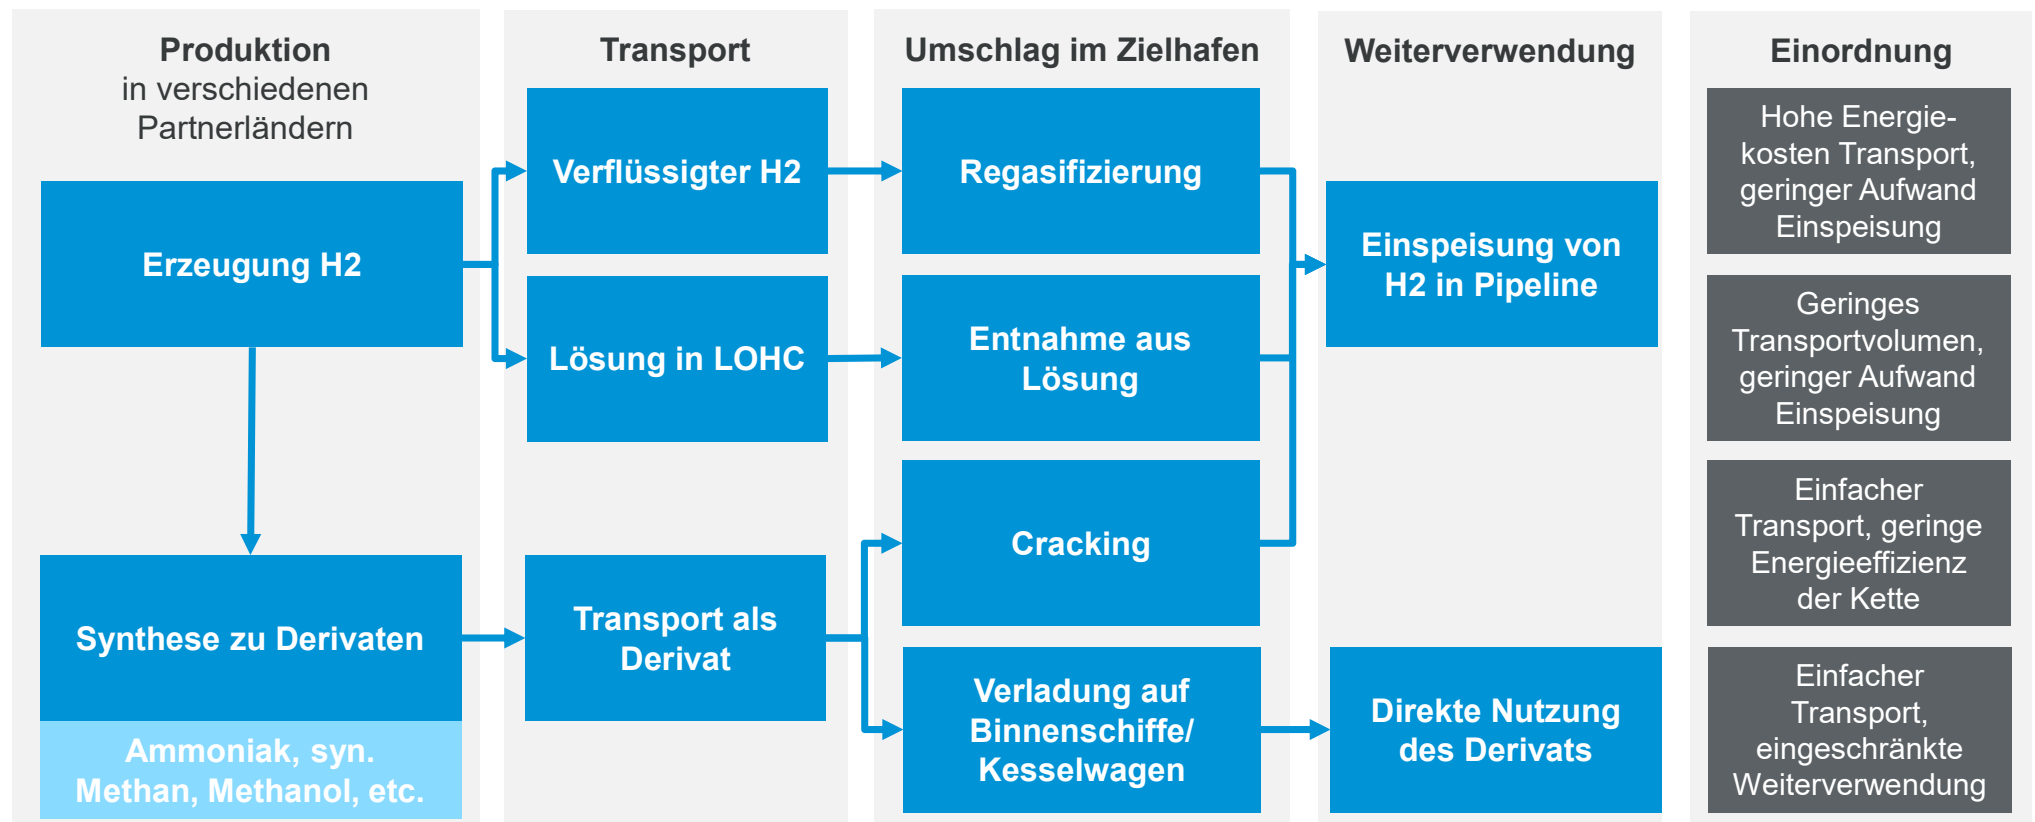 Produktion
in verschiedenen
Partnerländern
Erzeugung H2
Synthese zu Derivaten
Ammoniak, syn.
Methan, Methanol, etc.
Transport
Verflüssigter H2
Lösung in LOHC
Transport als
Derivat
Umschlag im Zielhafen
Regasifizierung
Entnahme aus
Lösung
Cracking
Verladung auf
Binnenschiffe/
Kesselwagen
Weiterverwendung
Einspeisung von
H2 in Pipeline
Direkte Nutzung
des Derivats
Einordnung
Hohe Energie-
kosten Transport,
geringer Aufwand
Einspeisung
Geringes
Transportvolumen,
geringer Aufwand
Einspeisung
Einfacher
Transport, geringe
Energieeffizienz
der Kette
Einfacher
Transport,
eingeschränkte
Weiterverwendung